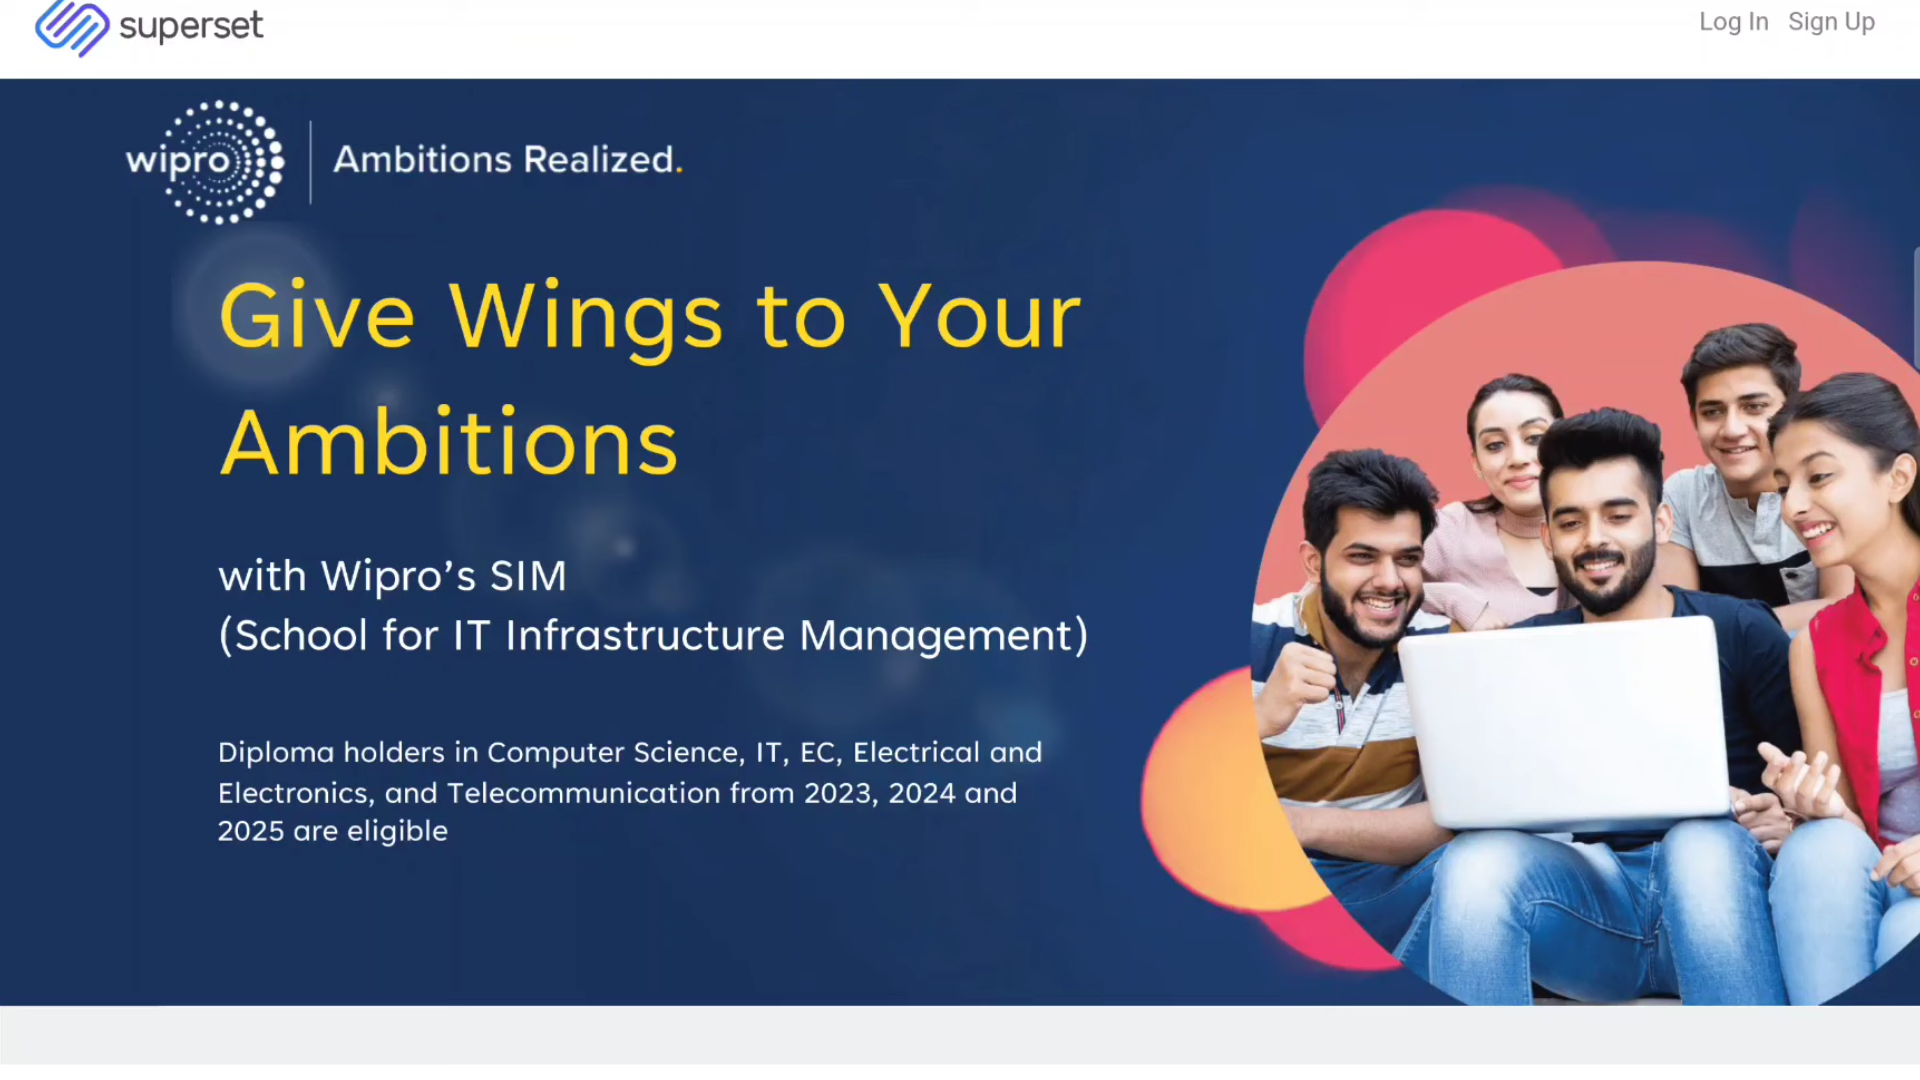 superset
Log In Sign Up
wipro
Ambitions Realized.
Give Wings to Your
Ambitions
with Wipro’s SIM
(School for IT Infrastructure Management)
Diploma holders in Computer Science, IT, EC, Electrical and
Electronics, and Telecommunication from 2023, 2024 and
2025 are eligible